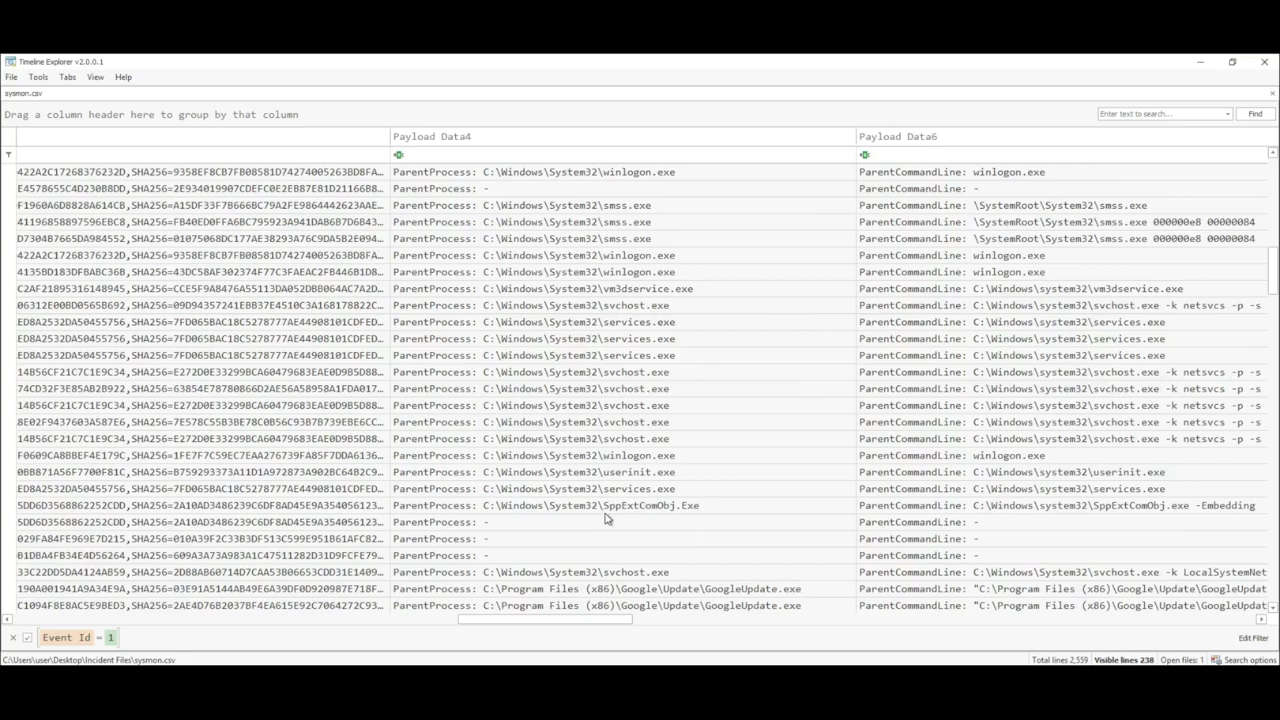 Timeline Explorer v2.0.0.1
File Tools Tabs View Help
sysmon.csv
Drag a column header here to group by that column Enter text to search... Find
Payload Data4 Payload Data6
422A2C17268376232D,SHA256=9358EF8CB7FB08581D74274005263BD8FA… ParentProcess: C:\Windows\System32\winlogon.exe ParentCommandLine: winlogon.exe
E4578655C4D230B8DD,SHA256=2E934019907CDEFC0E2EB87E81D21166B8… ParentProcess: - ParentCommandLine: -
0F1960A6D8828A614CB,SHA256=A15DF33F7B666BC79A2FE9864442623AAE… ParentProcess: C:\Windows\System32\smss.exe ParentCommandLine: \SystemRoot\System32\smss.exe
41196858897596EBC8,SHA256=FB40ED0FFA6BC795923A941DAB6B7D6B43… ParentProcess: C:\Windows\System32\smss.exe ParentCommandLine: \SystemRoot\System32\smss.exe 000000e8 00000084
D7304B7665DA984552,SHA256=01075068DC177AE38293A76C9DA5B2E094… ParentProcess: C:\Windows\System32\smss.exe ParentCommandLine: \SystemRoot\System32\smss.exe 000000e8 00000084
422A2C17268376232D,SHA256=9358EF8CB7FB08581D74274005263BD8FA… ParentProcess: C:\Windows\System32\winlogon.exe ParentCommandLine: winlogon.exe
4135BD183DFBABC36B,SHA256=43DC58AF302374F77C3FAEAC2FB446B1D8… ParentProcess: C:\Windows\System32\winlogon.exe ParentCommandLine: winlogon.exe
C2AF21895316148945,SHA256=CCE5F9A8476A55113DA052DBB064AC7A2D… ParentProcess: C:\Windows\System32\vm3dservice.exe ParentCommandLine: C:\Windows\system32\vm3dservice.exe
06312E00BD0565B692,SHA256=09D94357241EBB37E4510C3A168178822C… ParentProcess: C:\Windows\System32\svchost.exe ParentCommandLine: C:\Windows\system32\svchost.exe -k netsvcs -p -s
ED8A2532DA50455756,SHA256=7FD065BAC18C5278777AE44908101CDFED… ParentProcess: C:\Windows\System32\services.exe ParentCommandLine: C:\Windows\system32\services.exe
ED8A2532DA50455756,SHA256=7FD065BAC18C5278777AE44908101CDFED… ParentProcess: C:\Windows\System32\services.exe ParentCommandLine: C:\Windows\system32\services.exe
ED8A2532DA50455756,SHA256=7FD065BAC18C5278777AE44908101CDFED… ParentProcess: C:\Windows\System32\services.exe ParentCommandLine: C:\Windows\system32\services.exe
14B56CF21C7C1E9C34,SHA256=E272D0E33299BCA60479683EAE0D9B5D8… ParentProcess: C:\Windows\System32\svchost.exe ParentCommandLine: C:\Windows\system32\svchost.exe -k netsvcs -p -s
74CD32F3E85AB2B922,SHA256=63854E78780866D2AE56A58958A1FDA017… ParentProcess: C:\Windows\System32\svchost.exe ParentCommandLine: C:\Windows\system32\svchost.exe -k netsvcs -p -s
14B56CF21C7C1E9C34,SHA256=E272D0E33299BCA60479683EAE0D9B5D88… ParentProcess: C:\Windows\System32\svchost.exe ParentCommandLine: C:\Windows\system32\svchost.exe -k netsvcs -p -s
8E02F9437603A587E6,SHA256=7E578C55B3BE78C0B56C93B7B739EBE6CC… ParentProcess: C:\Windows\System32\svchost.exe ParentCommandLine: C:\Windows\system32\svchost.exe -k netsvcs -p -s
14B56CF21C7C1E9C34,SHA256=E272D0E33299BCA60479683EAE0D9B5D88… ParentProcess: C:\Windows\System32\svchost.exe ParentCommandLine: C:\Windows\system32\svchost.exe -k netsvcs -p -s
F0609CA8BBEF4E179F,SHA256=1FE7F7C59EC7EAA276739FA85F7DDA6136… ParentProcess: C:\Windows\System32\winlogon.exe ParentCommandLine: winlogon.exe
0BB871A56F7700F81C,SHA256=B759293373A11D1A972873A902BC64B2C9… ParentProcess: C:\Windows\System32\userinit.exe ParentCommandLine: C:\Windows\system32\userinit.exe
ED8A2532DA50455756,SHA256=7FD065BAC18C5278777AE44908101CDFED… ParentProcess: C:\Windows\System32\services.exe ParentCommandLine: C:\Windows\system32\services.exe
5DD6D3568862252CDD,SHA256=2A10AD3486239C6DF8AD45E9A354056123… ParentProcess: C:\Windows\System32\SppExtComObj.Exe ParentCommandLine: C:\Windows\system32\SppExtComObj.exe -Embedding
5DD6D3568862252CDD,SHA256=2A10AD3486239C6DF8AD45E9A354056123… ParentProcess: - ParentCommandLine: -
029FA84FE969E7D215,SHA256=010A39F2C33B3DF513C599E951B61AFC82… ParentProcess: - ParentCommandLine: -
B1DBA4FB34E4D56264,SHA256=609A3A73A983A1C47511282D31D9FCFE79… ParentProcess: - ParentCommandLine: -
33C22DD5DA4124AB59,SHA256=2D88AB60714D7CAA53B06653CDD31E1409… ParentProcess: C:\Windows\System32\svchost.exe ParentCommandLine: C:\Windows\system32\svchost.exe -k LocalSystemNet
190A001941A9A34E9A,SHA256=03E91A5144AB49E6A39DF0D920987E718F… ParentProcess: C:\Program Files (x86)\Google\Update\GoogleUpdate.exe ParentCommandLine: "C:\Program Files (x86)\Google\Update\GoogleUpdat
C1094F8E8AC5E9BED3,SHA256=2AE4D76B2037BF4EA615E92C7064272C93… ParentProcess: C:\Program Files (x86)\Google\Update\GoogleUpdate.exe ParentCommandLine: "C:\Program Files (x86)\Google\Update\GoogleUpdat
Event Id = 1 Edit Filter
C:\Users\user\Desktop\Incident Files\sysmon.csv Total lines 2,559 Visible lines 238 Open files: 1 Search options